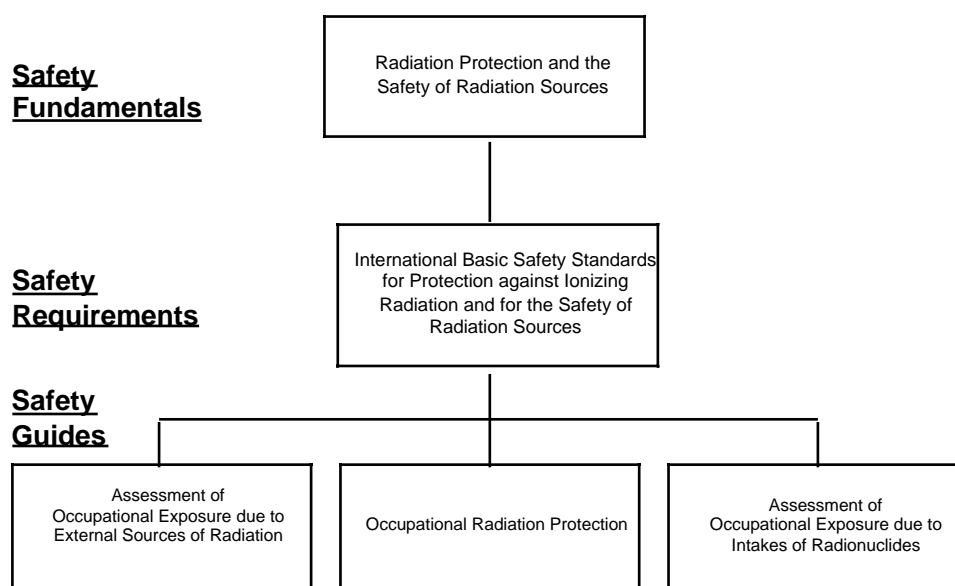 Safety
Fundamentals
Radiation Protection and the
Safety of Radiation Sources
Safety
Requirements
International Basic Safety Standards
for Protection against Ionizing
Radiation and for the Safety of
Radiation Sources
Safety
Guides
Assessment of
Occupational Exposure due to
External Sources of Radiation
Occupational Radiation Protection
Assessment of
Occupational Exposure due to
Intakes of Radionuclides